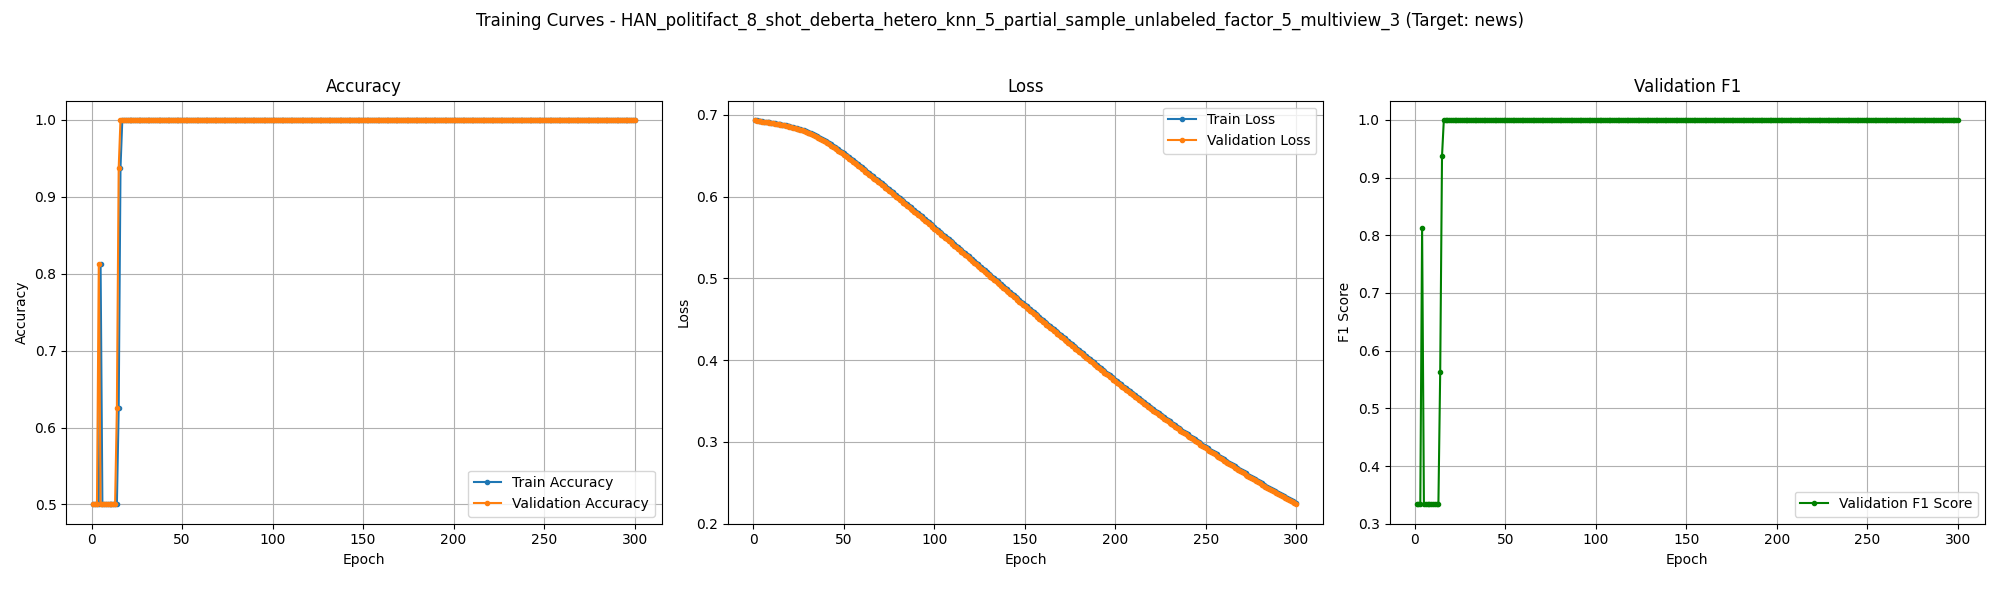 Training Curves - HAN_politifact_8_shot_deberta_hetero_knn_5_partial_sample_unlabeled_factor_5_multiview_3 (Target: news)
Accuracy
Accuracy
1.0
0.9
0.8
0.7
0.6
0.5
0
50
100
150
200
250
300
Epoch
Train Accuracy
Validation Accuracy
Loss
Loss
0.7
0.6
0.5
0.4
0.3
0.2
0
50
100
150
200
250
300
Epoch
Train Loss
Validation Loss
Validation F1
F1 Score
1.0
0.9
0.8
0.7
0.6
0.5
0.4
0.3
0
50
100
150
200
250
300
Epoch
Validation F1 Score